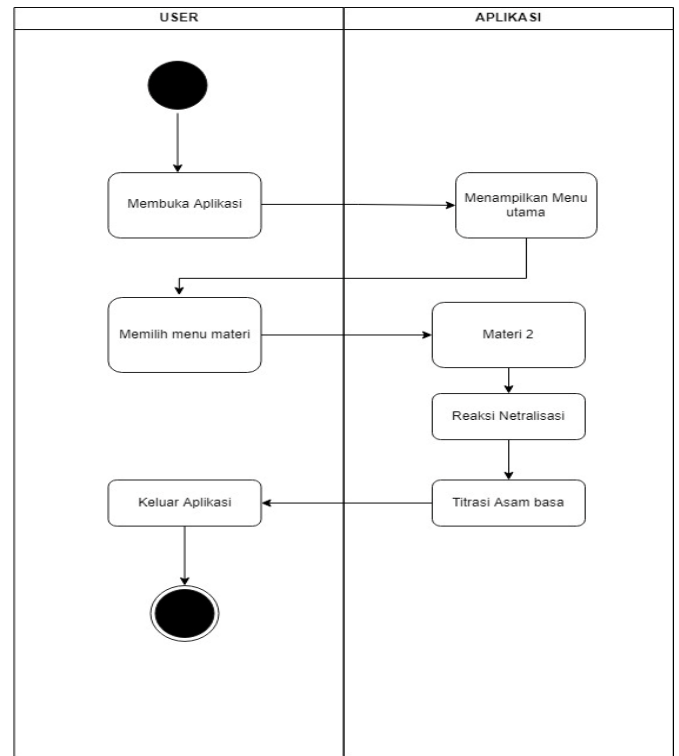 USER
APLIKASI
Membuka Aplikasi
Menampilkan Menu
utama
Memilih menu materi
Materi 2
Reaksi Netralisasi
Keluar Aplikasi
Titrasi Asam basa